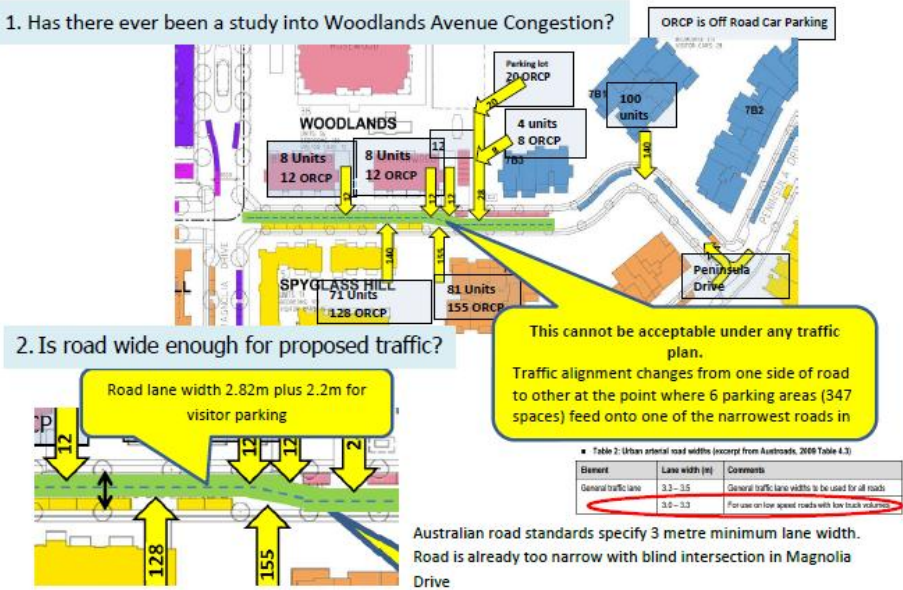 1. Has there ever been a study into Woodlands Avenue Congestion?
ORCP is Off Road Car Parking
VISITOR CARS 28
Parking lot
20 ORCP
20
7B1
100
units
7B2
WOODLANDS
4 units
8 ORCP
8
7B3
12
8 Units
12 ORCP
8 Units
12 ORCP
140
12
12
12
28
140
155
SPYGLASS HILL
71 Units
128 ORCP
81 Units
155 ORCP
Peninsula
Drive
MAGNOLIA DRIVE
PENINSULA
This cannot be acceptable under any traffic
plan.
Traffic alignment changes from one side of road
to other at the point where 6 parking areas (347
spaces) feed onto one of the narrowest roads in
2. Is road wide enough for proposed traffic?
Road lane width 2.82m plus 2.2m for
visitor parking
CP
12
12
12
2
128
155
■ Table 2: Urban arterial road widths (excerpt from Austroads, 2009 Table 4.3)
Element Lane width (m) Comments
General traffic lane 3.3 – 3.5 General traffic lane widths to be used for all roads
3.0 – 3.3 For use on low speed roads with low truck volumes
Australian road standards specify 3 metre minimum lane width.
Road is already too narrow with blind intersection in Magnolia
Drive